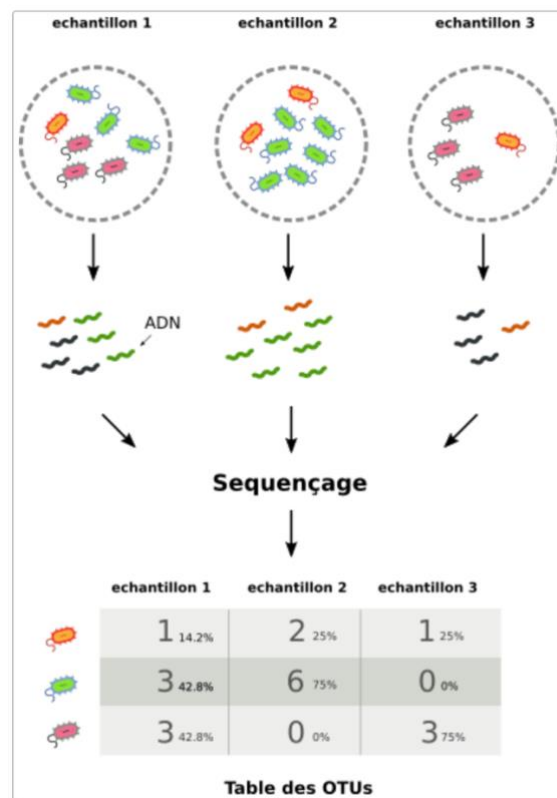 echantillon 1 echantillon 2 echantillon 3
ADN
Sequençage
echantillon 1 echantillon 2 echantillon 3
1 14.2% 2 25% 1 25%
3 42.8% 6 75% 0 0%
3 42.8% 0 0% 3 75%
Table des OTUs